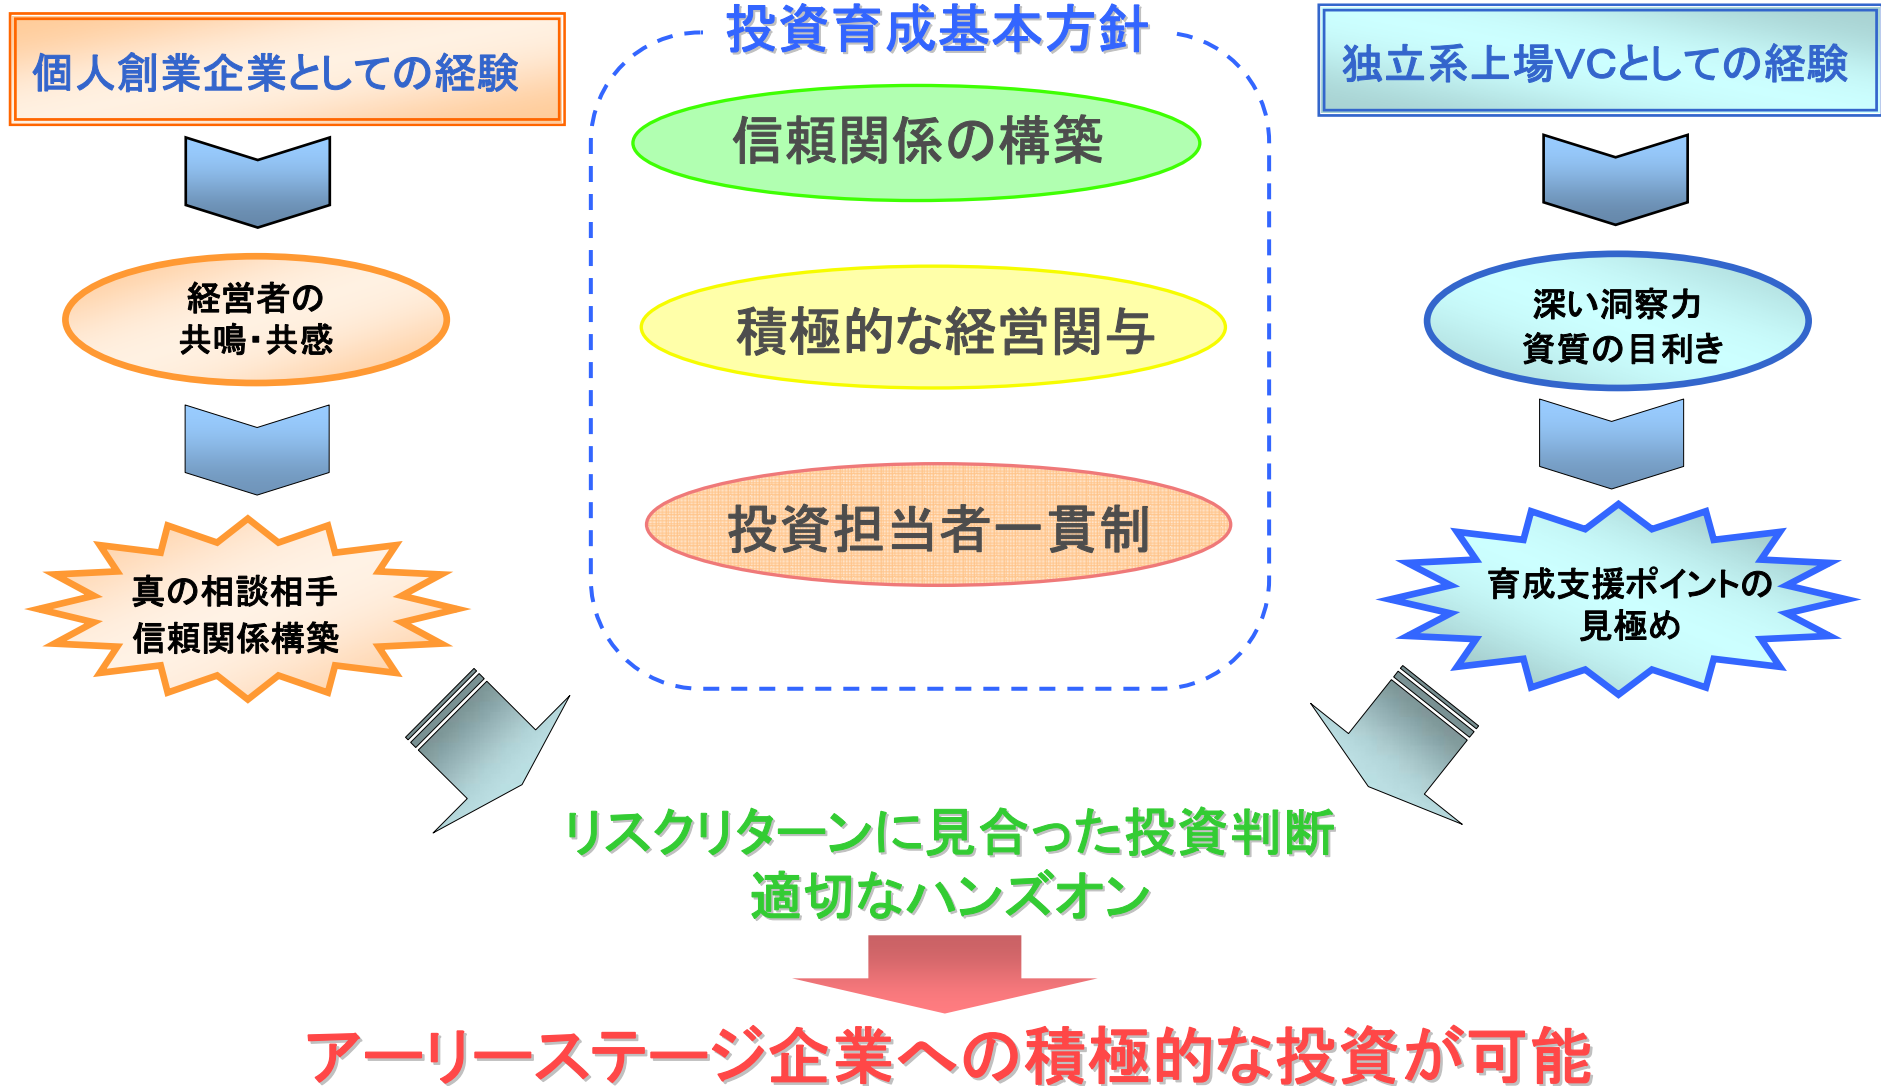 個人創業企業としての経験
経営者の
共鳴・共感
真の相談相手
信頼関係構築
投資育成基本方針
信頼関係の構築
積極的な経営関与
投資担当者一貫制
独立系上場VCとしての経験
深い洞察力
資質の目利き
育成支援ポイントの
見極め
リスクリターンに見合った投資判断
適切なハンズオン
アーリーステージ企業への積極的な投資が可能